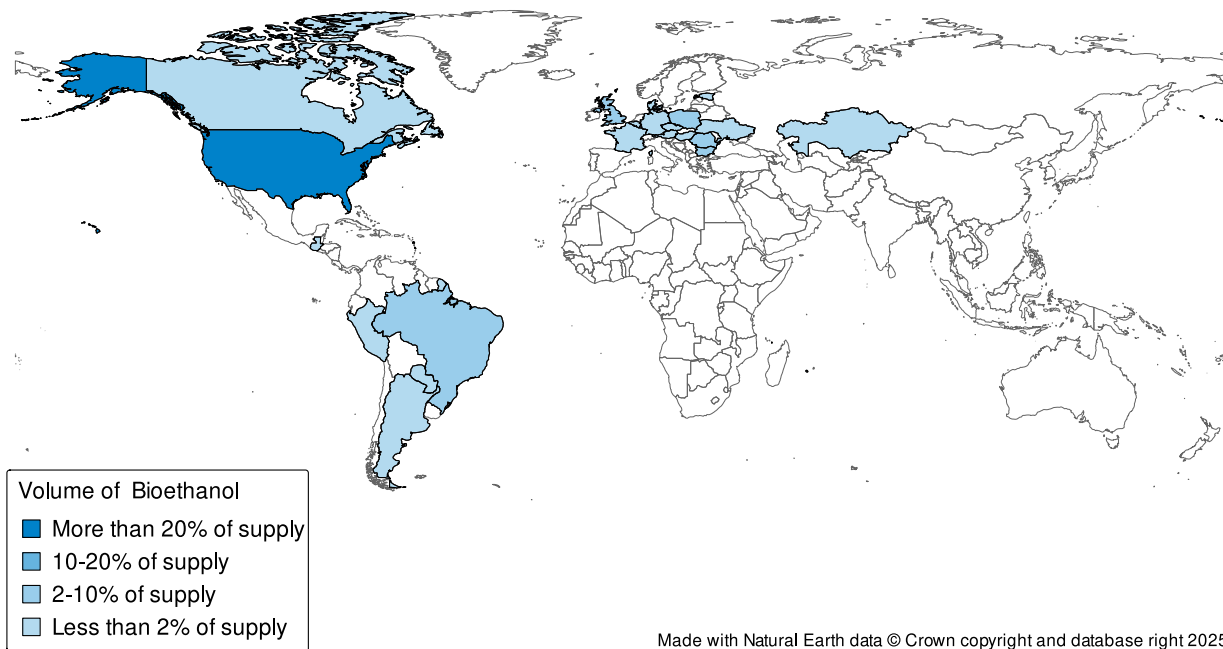 Volume of Bioethanol
More than 20% of supply
10-20% of supply
2-10% of supply
Less than 2% of supply
Made with Natural Earth data © Crown copyright and database right 2025